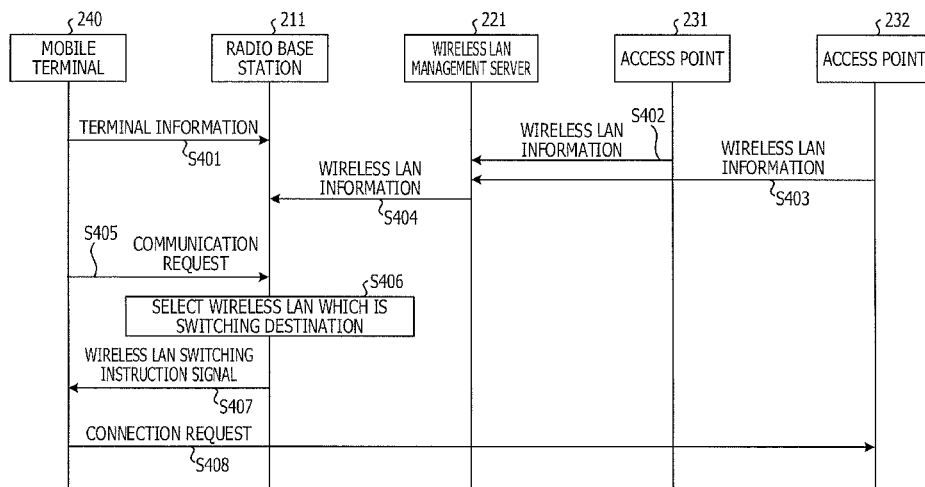 240
211
221
231
232
MOBILE
TERMINAL
RADIO BASE
STATION
WIRELESS LAN
MANAGEMENT SERVER
ACCESS POINT
ACCESS POINT
TERMINAL INFORMATION
S401
WIRELESS LAN
INFORMATION
S402
WIRELESS LAN
INFORMATION
S403
WIRELESS LAN
INFORMATION
S404
S405
COMMUNICATION
REQUEST
S406
SELECT WIRELESS LAN WHICH IS
SWITCHING DESTINATION
WIRELESS LAN SWITCHING
INSTRUCTION SIGNAL
S407
CONNECTION REQUEST
S408